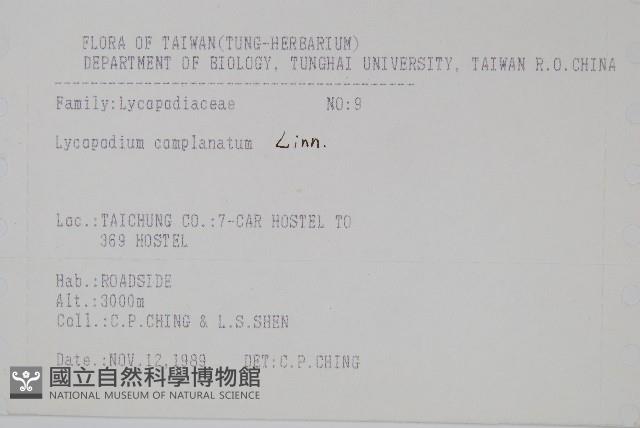 FLORA OF TAIWAN(TUNG-HERBARIUM)
DEPARTMENT OF BIOLOGY, TUNGHAI UNIVERSITY, TAIWAN R.O.CHINA
Family:Lycopodiaceae NO:9
Lycopodium complanatum Linn.
Loc.:TAICHUNG CO.:7-CAR HOSTEL TO
369 HOSTEL
Hab.:ROADSIDE
Alt.:3000m
Coll.:C.P.CHING & L.S.SHEN
Date.:NOV.12.1989 DET:C.P.CHING
國立自然科學博物館
NATIONAL MUSEUM OF NATURAL SCIENCE